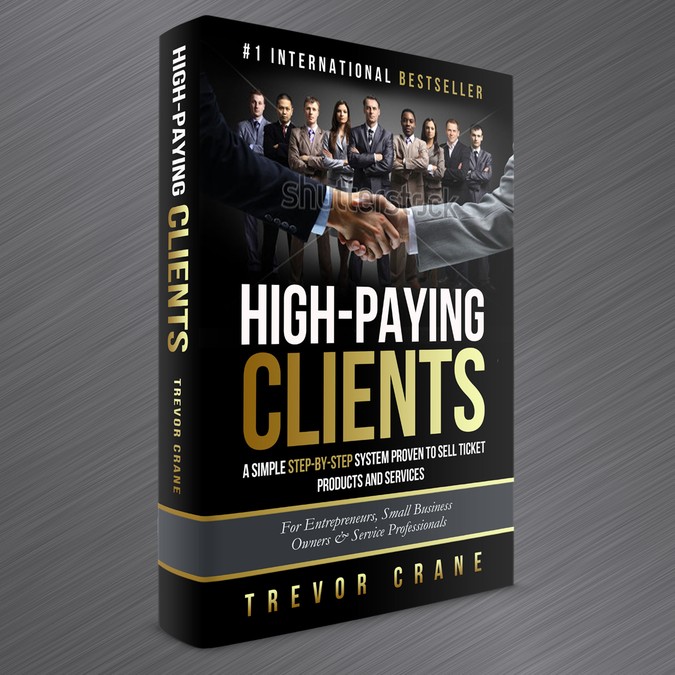 HIGH-PAYING CLIENTS
TREVOR CRANE
#1 INTERNATIONAL BESTSELLER
shutterstock
HIGH-PAYING
CLIENTS
A SIMPLE STEP-BY-STEP SYSTEM PROVEN TO SELL TICKET
PRODUCTS AND SERVICES
For Entrepreneurs, Small Business
Owners & Service Professionals
TREVOR CRANE